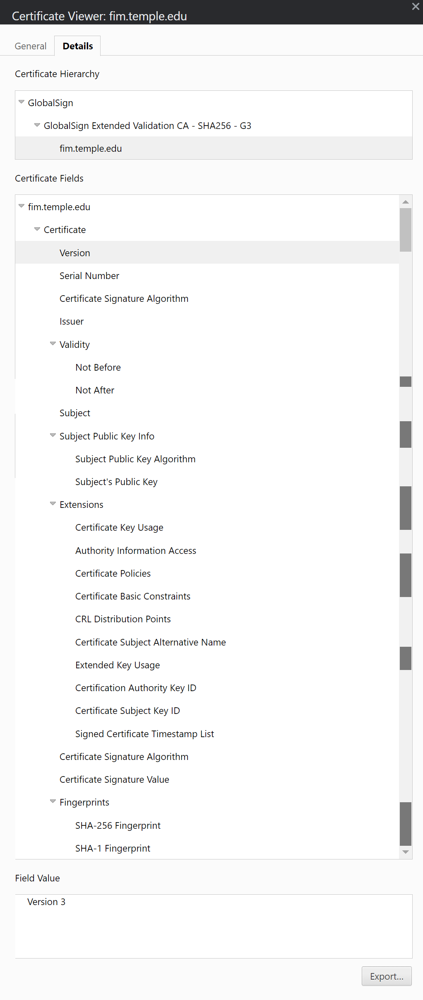 Certificate Viewer: fim.temple.edu
General
Details
Certificate Hierarchy
GlobalSign
GlobalSign Extended Validation CA - SHA256 - G3
fim.temple.edu
Certificate Fields
fim.temple.edu
Certificate
Version
Serial Number
Certificate Signature Algorithm
Issuer
Validity
Not Before
Not After
Subject
Subject Public Key Info
Subject Public Key Algorithm
Subject's Public Key
Extensions
Certificate Key Usage
Authority Information Access
Certificate Policies
Certificate Basic Constraints
CRL Distribution Points
Certificate Subject Alternative Name
Extended Key Usage
Certification Authority Key ID
Certificate Subject Key ID
Signed Certificate Timestamp List
Certificate Signature Algorithm
Certificate Signature Value
Fingerprints
SHA-256 Fingerprint
SHA-1 Fingerprint
Field Value
Version 3
Export...